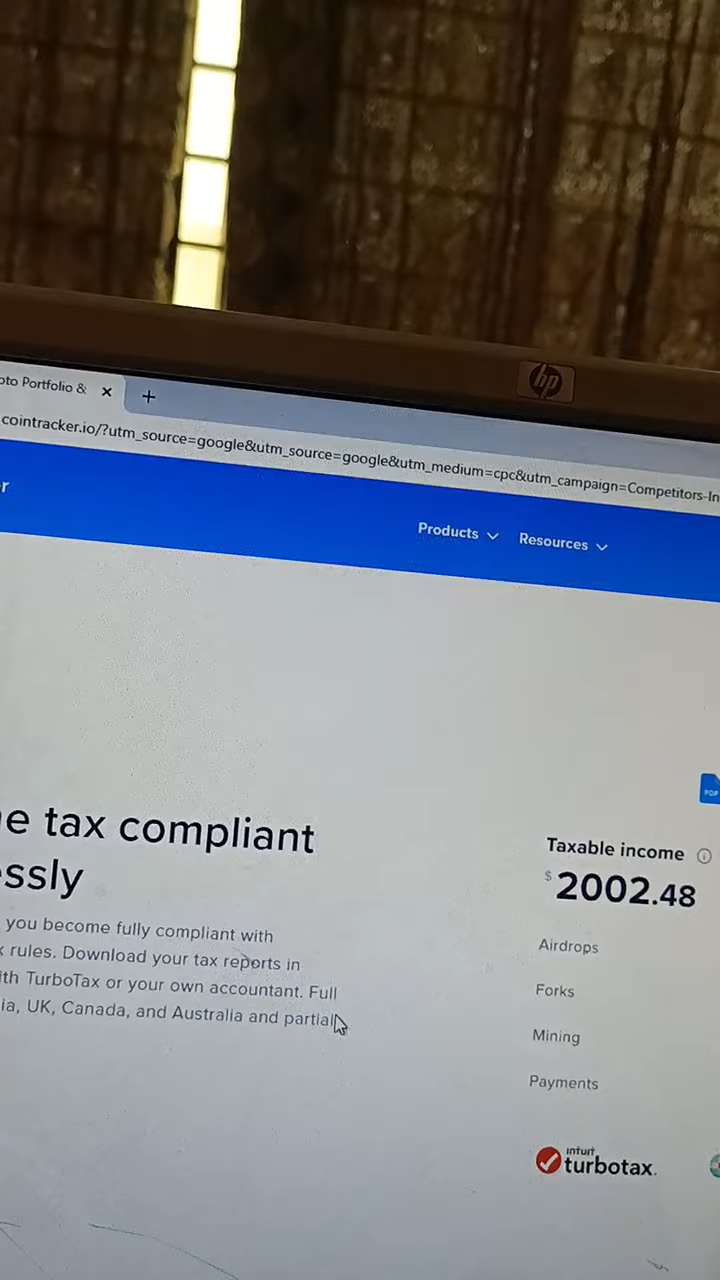 hp
oto Portfolio &
cointracker.io/?utm_source=google&utm_source=google&utm_medium=cpc&utm_campaign=Competitors-In
r
Products
Resources
e tax compliant
ssly
you become fully compliant with
x rules. Download your tax reports in
ith TurboTax or your own accountant. Full
ia, UK, Canada, and Australia and partial
PDF
Taxable income
$2002.48
Airdrops
Forks
Mining
Payments
intuit
turbotax.